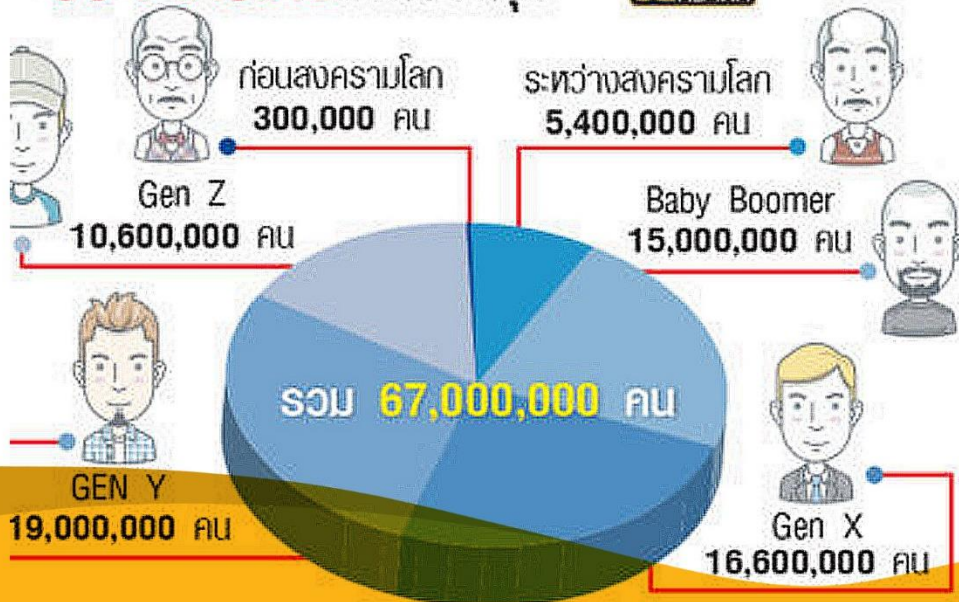 ก่อนสงครามโลก
300,000 คน
ระหว่างสงครามโลก
5,400,000 คน
Gen Z
10,600,000 คน
Baby Boomer
15,000,000 คน
รวม 67,000,000 คน
GEN Y
19,000,000 คน
Gen X
16,600,000 คน